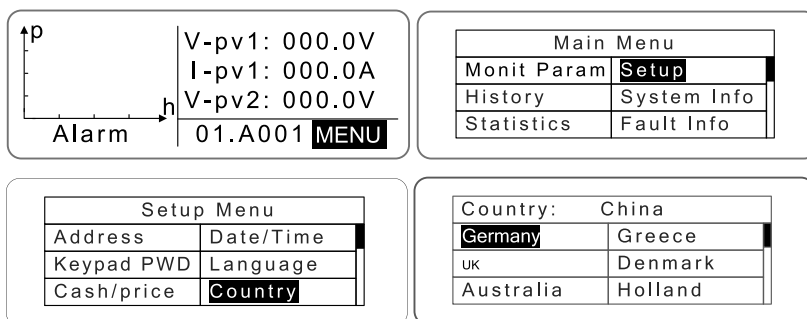 p
V-pv1: 000.0V
I-pv1: 000.0A
V-pv2: 000.0V
h
Alarm
01.A001 MENU
Main Menu
Monit Param Setup
History System Info
Statistics Fault Info
Setup Menu
Address Date/Time
Keypad PWD Language
Cash/price Country
Country: China
Germany Greece
UK Denmark
Australia Holland